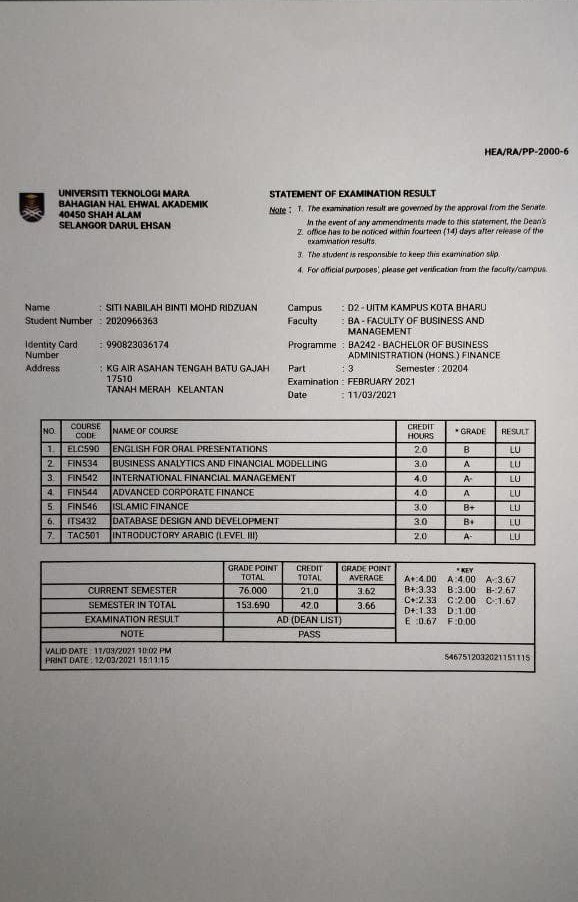 HEA/RA/PP-2000-6
UNIVERSITI TEKNOLOGI MARA
BAHAGIAN HAL EHWAL AKADEMIK
40450 SHAH ALAM
SELANGOR DARUL EHSAN
STATEMENT OF EXAMINATION RESULT
Note : 1. The examination result are governed by the approval from the Senate.
In the event of any ammendments made to this statement, the Dean's
2. office has to be noticed within fourteen (14) days after release of the
examination results.
3. The student is responsible to keep this examination slip.
4. For official purposes, please get verification from the faculty/campus.
Name : SITI NABILAH BINTI MOHD RIDZUAN
Student Number : 2020966363
Identity Card : 990823036174
Number
Address : KG AIR ASAHAN TENGAH BATU GAJAH
17510
TANAH MERAH KELANTAN
Campus : D2 - UITM KAMPUS KOTA BHARU
Faculty : BA - FACULTY OF BUSINESS AND
MANAGEMENT
Programme : BA242 - BACHELOR OF BUSINESS
ADMINISTRATION (HONS.) FINANCE
Part : 3 Semester : 20204
Examination : FEBRUARY 2021
Date : 11/03/2021
NO. COURSE CODE NAME OF COURSE CREDIT HOURS * GRADE RESULT
1. ELC590 ENGLISH FOR ORAL PRESENTATIONS 2.0 B LU
2. FIN534 BUSINESS ANALYTICS AND FINANCIAL MODELLING 3.0 A LU
3. FIN542 INTERNATIONAL FINANCIAL MANAGEMENT 4.0 A- LU
4. FIN544 ADVANCED CORPORATE FINANCE 4.0 A LU
5. FIN546 ISLAMIC FINANCE 3.0 B+ LU
6. ITS432 DATABASE DESIGN AND DEVELOPMENT 3.0 B+ LU
7. TAC501 INTRODUCTORY ARABIC (LEVEL III) 2.0 A- LU
GRADE POINT TOTAL CREDIT TOTAL GRADE POINT AVERAGE
CURRENT SEMESTER 76.000 21.0 3.62
SEMESTER IN TOTAL 153.690 42.0 3.66
EXAMINATION RESULT AD (DEAN LIST)
NOTE PASS
* KEY
A+:4.00 A :4.00 A-:3.67
B+:3.33 B :3.00 B-:2.67
C+:2.33 C :2.00 C-:1.67
D+:1.33 D:1.00
E :0.67 F:0.00
VALID DATE : 11/03/2021 10:02 PM
PRINT DATE : 12/03/2021 15:11:15
5467512032021151115